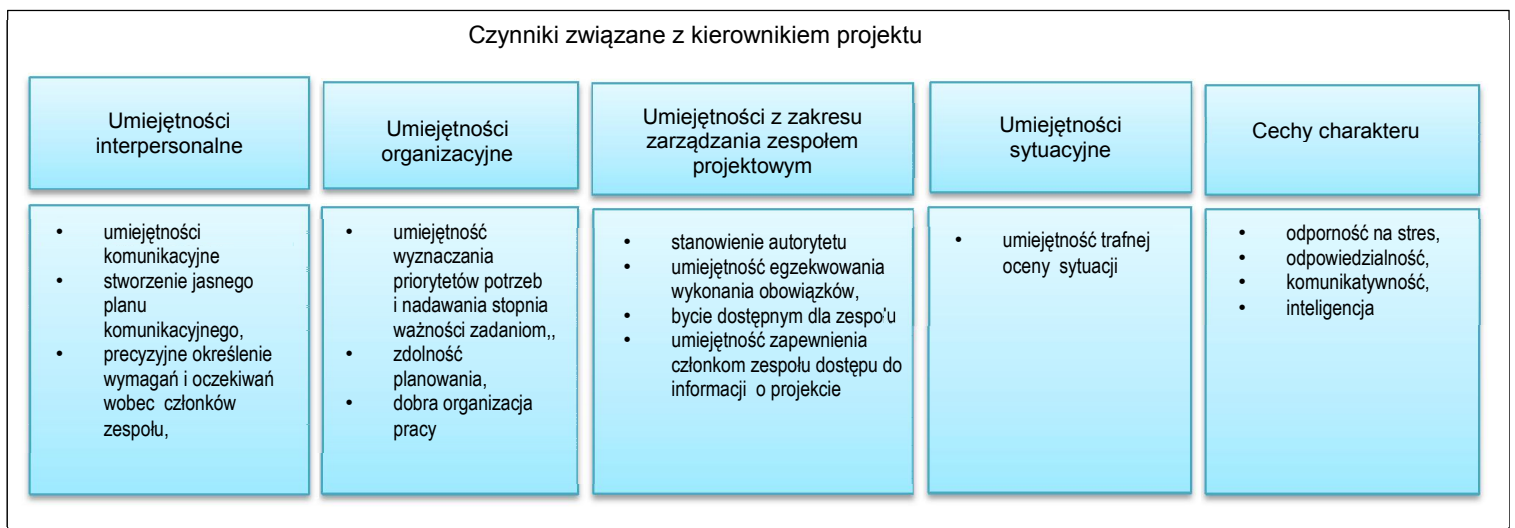 Czynniki związane z kierownikiem projektu
Umiejętności
interpersonalne
• umiejętności
komunikacyjne
• stworzenie jasnego
planu
komunikacyjnego,
• precyzyjne określenie
wymagań i oczekiwań
wobec członków
zespołu,
Umiejętności
organizacyjne
• umiejętność
wyznaczania
priorytetów potrzeb
i nadawania stopnia
ważności zadaniom,,
• zdolność
planowania,
• dobra organizacja
pracy
Umiejętności z zakresu
zarządzania zespołem
projektowym
• stanowienie autorytetu
• umiejętność egzekwowania
wykonania obowiązków,
• bycie dostępnym dla zespo'u
• umiejętność zapewnienia
członkom zespołu dostępu do
informacji o projekcie
Umiejętności
sytuacyjne
• umiejętność trafnej
oceny sytuacji
Cechy charakteru
• odporność na stres,
• odpowiedzialność,
• komunikatywność,
• inteligencja